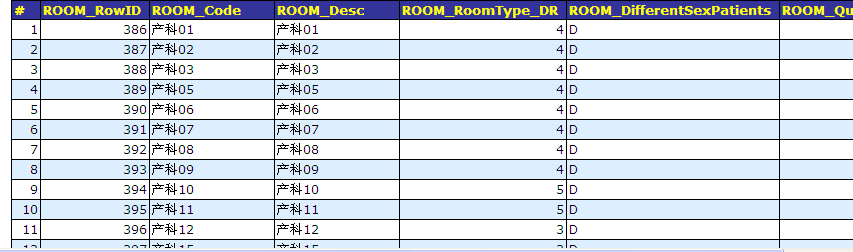 # ROOM_RowID ROOM_Code ROOM_Desc ROOM_RoomType_DR ROOM_DifferentSexPatients ROOM_Qu
1 386 产科01 产科01 4 D
2 387 产科02 产科02 4 D
3 388 产科03 产科03 4 D
4 389 产科05 产科05 4 D
5 390 产科06 产科06 4 D
6 391 产科07 产科07 4 D
7 392 产科08 产科08 4 D
8 393 产科09 产科09 4 D
9 394 产科10 产科10 5 D
10 395 产科11 产科11 5 D
11 396 产科12 产科12 3 D